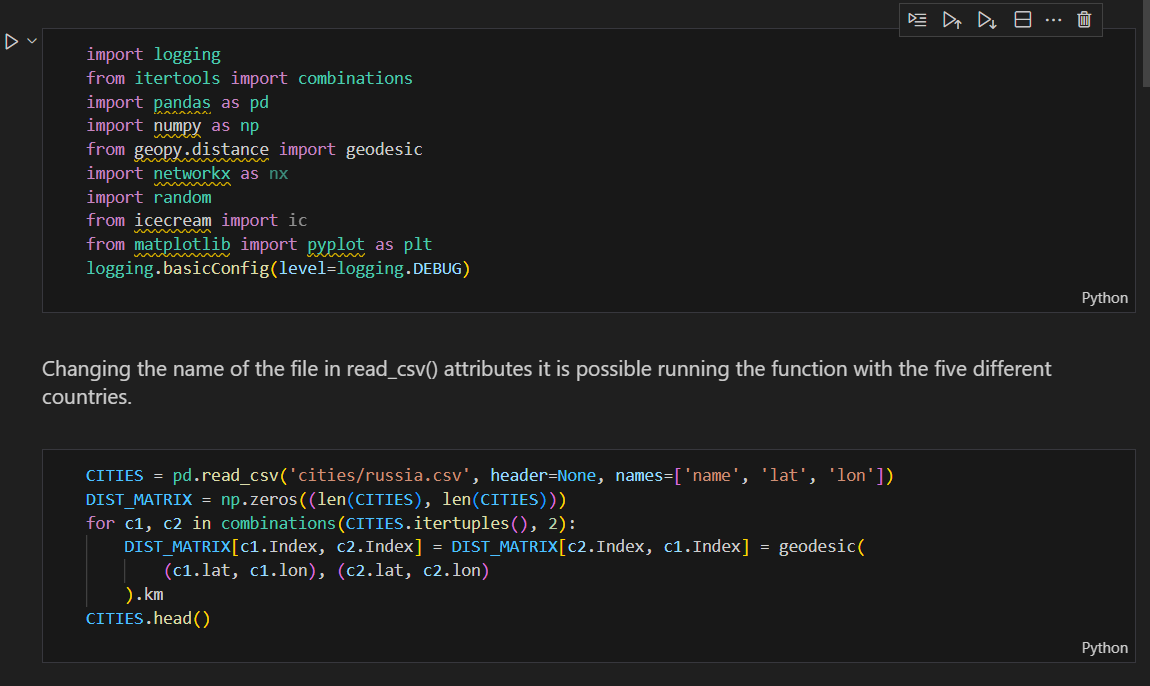 import logging
from itertools import combinations
import pandas as pd
import numpy as np
from geopy.distance import geodesic
import networkx as nx
import random
from icecream import ic
from matplotlib import pyplot as plt
logging.basicConfig(level=logging.DEBUG)
Python
Changing the name of the file in read_csv() attributes it is possible running the function with the five different
countries.
CITIES = pd.read_csv('cities/russia.csv', header=None, names=['name', 'lat', 'lon'])
DIST_MATRIX = np.zeros((len(CITIES), len(CITIES)))
for c1, c2 in combinations(CITIES.itertuples(), 2):
    DIST_MATRIX[c1.Index, c2.Index] = DIST_MATRIX[c2.Index, c1.Index] = geodesic(
        (c1.lat, c1.lon), (c2.lat, c2.lon)
    ).km
CITIES.head()
Python